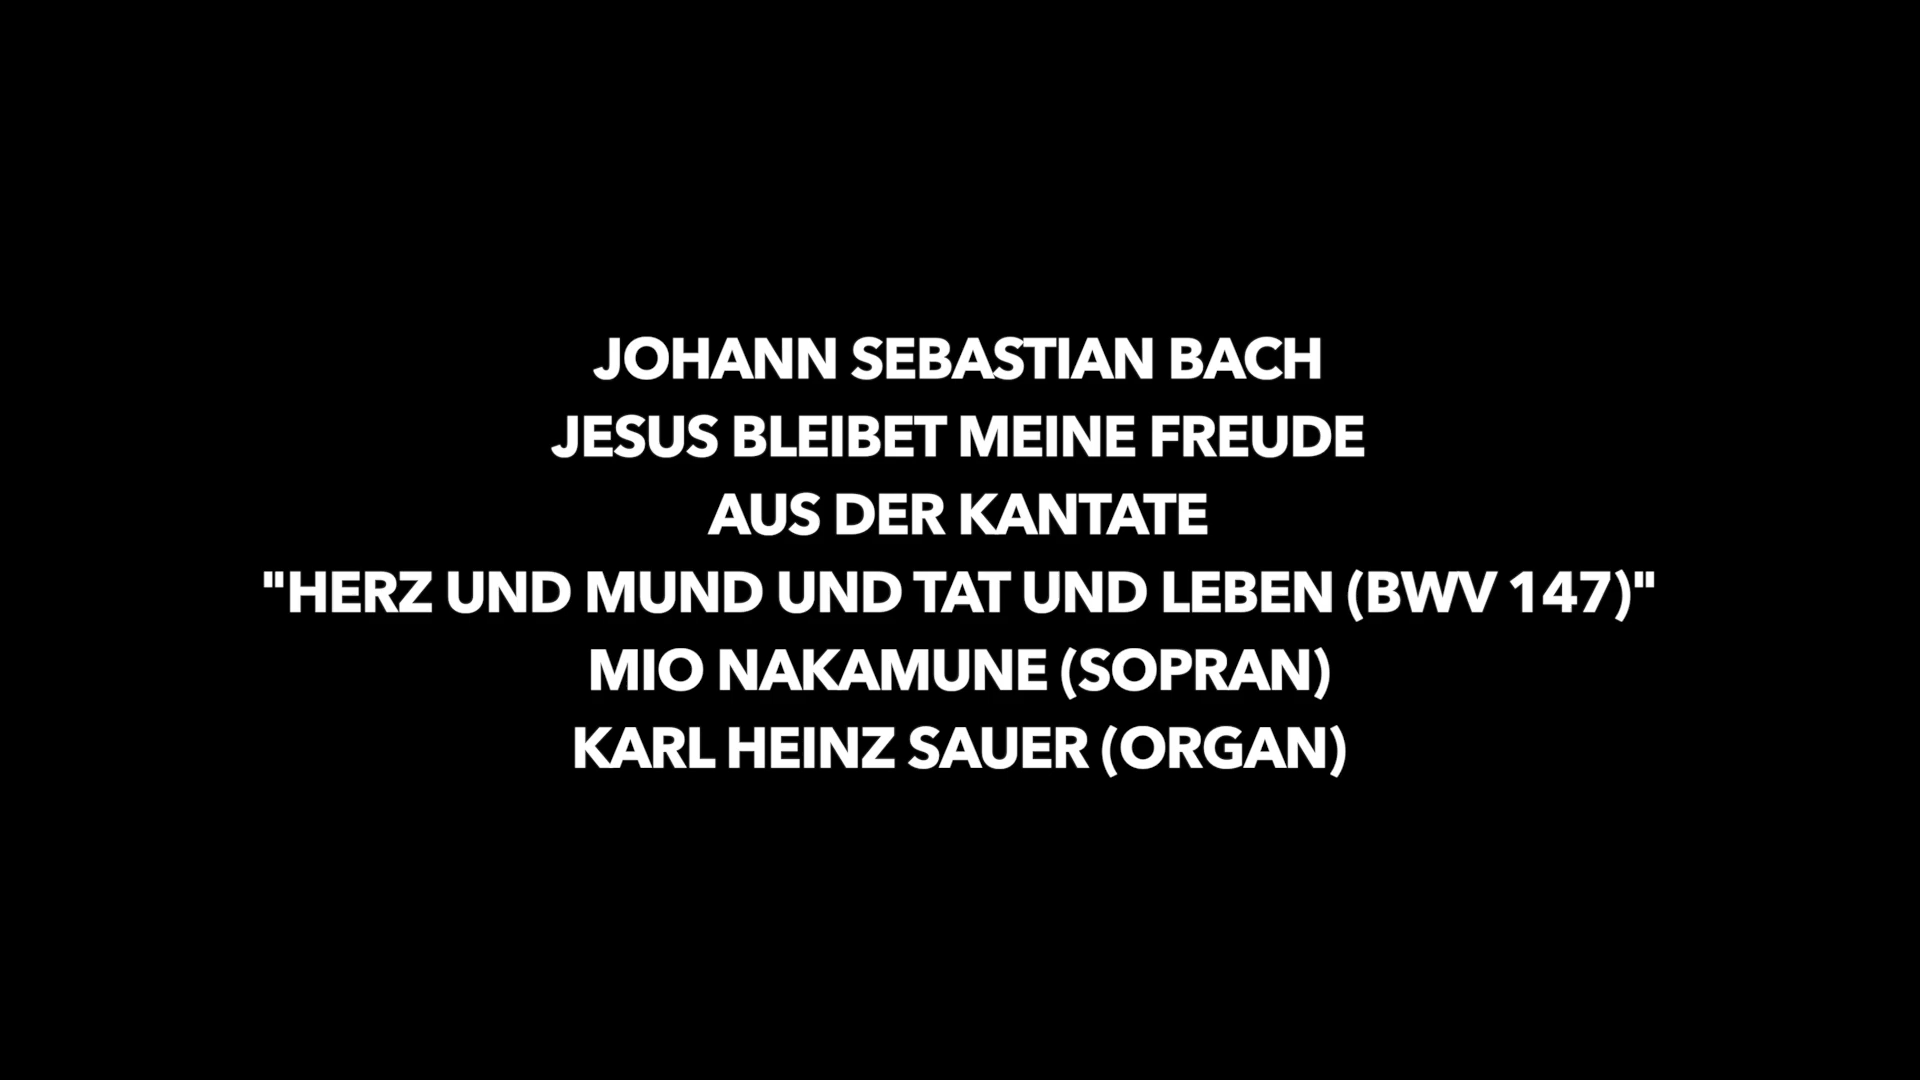 JOHANN SEBASTIAN BACH
JESUS BLEIBET MEINE FREUDE
AUS DER KANTATE
"HERZ UND MUND UND TAT UND LEBEN (BWV 147)"
MIO NAKAMUNE (SOPRAN)
KARL HEINZ SAUER (ORGAN)